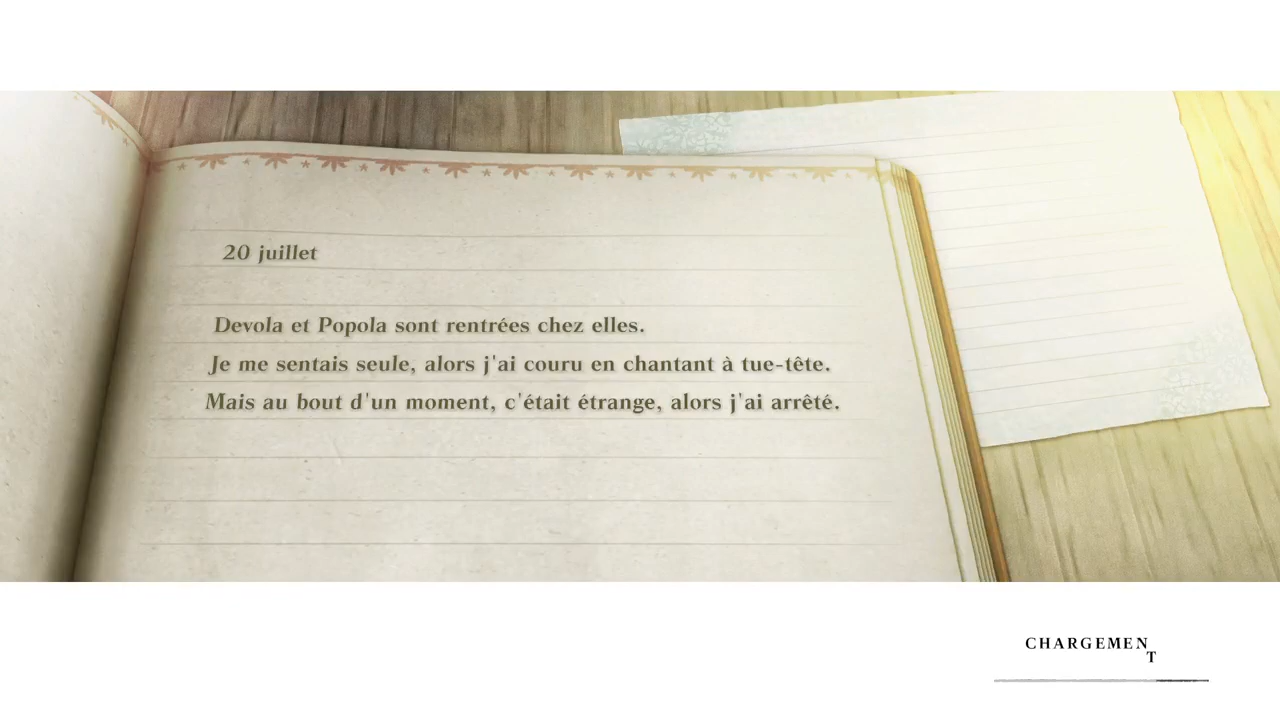 20 juillet
Devola et Popola sont rentrées chez elles.
Je me sentais seule, alors j'ai couru en chantant à tue-tête.
Mais au bout d'un moment, c'était étrange, alors j'ai arrêté.
CHARGEMENT